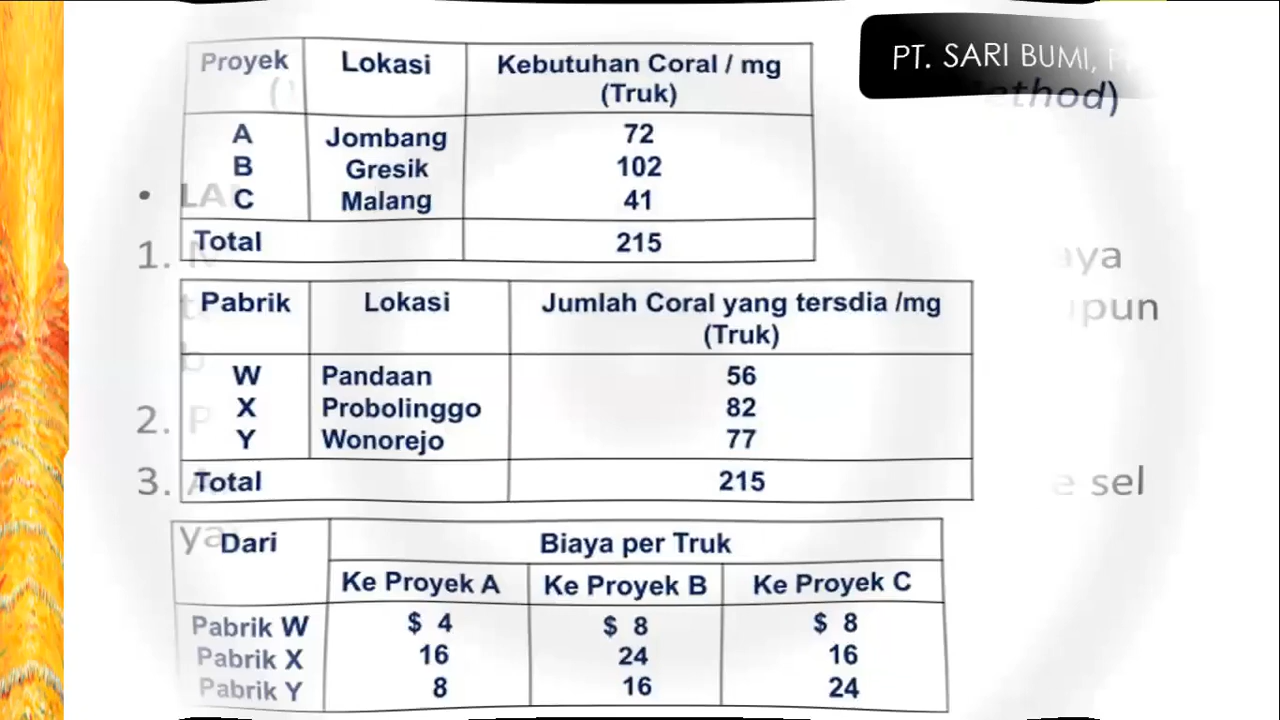 PT. SARI BUMI,
ethod)
Proyek Lokasi Kebutuhan Coral / mg
(Truk)
A Jombang 72
B Gresik 102
C Malang 41
Total 215
• LA
1.
aya
ipun
2. P
3.
e sel
ya
Pabrik Lokasi Jumlah Coral yang tersdia /mg
(Truk)
W Pandaan 56
X Probolinggo 82
Y Wonorejo 77
Total 215
Dari Biaya per Truk
Ke Proyek A Ke Proyek B Ke Proyek C
Pabrik W $ 4 $ 8 $ 8
Pabrik X 16 24 16
Pabrik Y 8 16 24